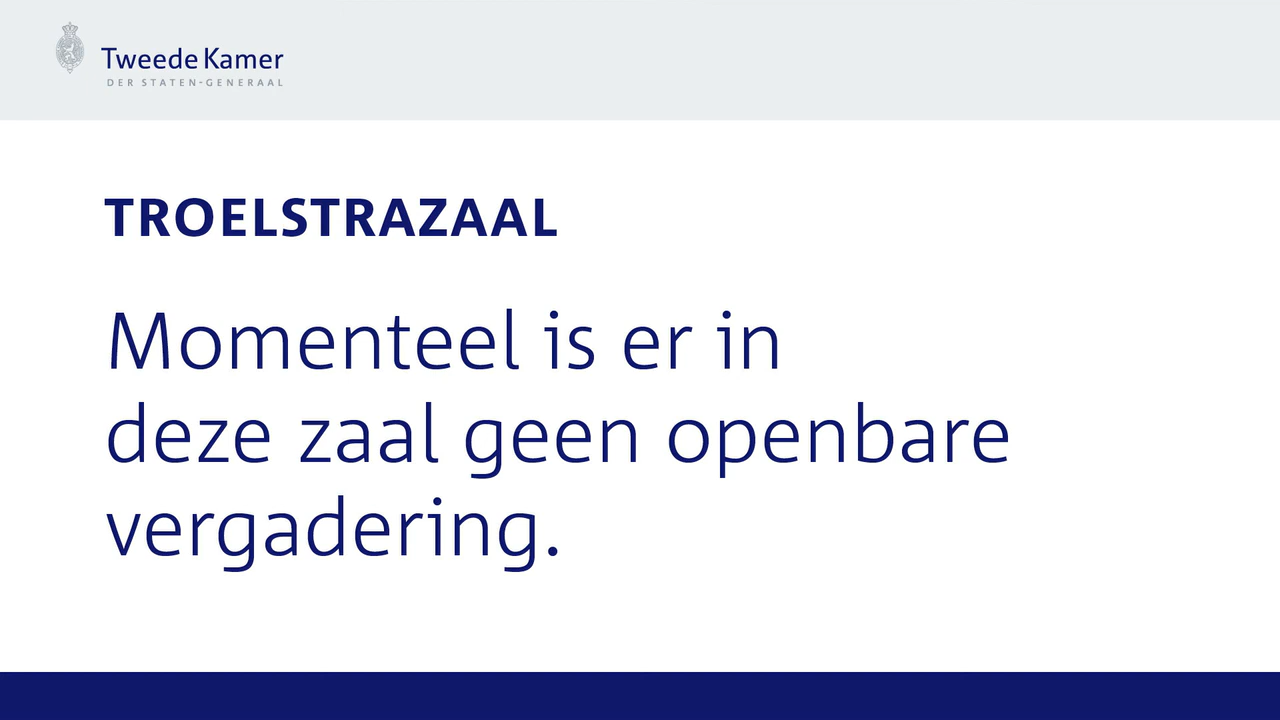 Tweede Kamer
DER STATEN-GENERAAL
TROELSTRAZAAL
Momenteel is er in
deze zaal geen openbare
vergadering.